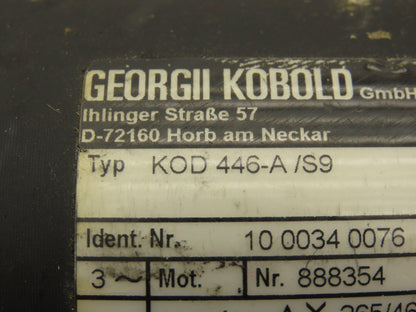 GEORGII KOBOLD GmbH
Ihlinger Straße 57
D-72160 Horb am Neckar
Typ KOD 446-A /S9
Ident. Nr. 10 0034 0076
3 ~ Mot. Nr. 888354